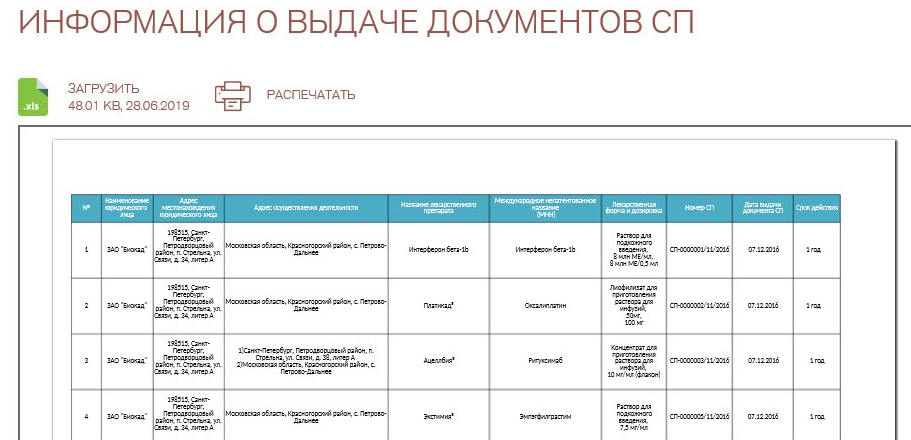 ИНФОРМАЦИЯ О ВЫДАЧЕ ДОКУМЕНТОВ СП
.xls
ЗАГРУЗИТЬ
48.01 KB, 28.06.2019
РАСПЕЧАТАТЬ
№
Наименование
юридического
лица
Адрес
местонахождения
юридического лица
Адрес осуществления деятельности
Название лекарственного
препарата
Международное непатентованное
название
(МНН)
Лекарственная
форма и дозировка
Номер СП
Дата выдачи
документа СП
Срок действия
1
ЗАО "Биокад"
198515, Санкт-
Петербург,
Петродворцовый
район, п. Стрельна, ул.
Связи, д. 34, литер А
Московская область, Красногорский район, с. Петрово-
Дальнее
Интерферон бета-1b
Интерферон бета-1b
Раствор для
подкожного
введения,
8 млн МЕ/мл,
8 млн МЕ/0,5 мл
СП-0000001/11/2016
07.12.2016
1 год
2
ЗАО "Биокад"
198515, Санкт-
Петербург,
Петродворцовый
район, п. Стрельна, ул.
Связи, д. 34, литер А
Московская область, Красногорский район, с. Петрово-
Дальнее
Платикад®
Оксалиплатин
Лиофилизат для
приготовления
раствора для
инфузий,
50мг,
100 мг
СП-0000002/11/2016
07.12.2016
1 год
3
ЗАО "Биокад"
198515, Санкт-
Петербург,
Петродворцовый
район, п. Стрельна, ул.
Связи, д. 34, литер А
1)Санкт-Петербург, Петродворцовый район, п.
Стрельна, ул. Связи, д. 38, литер А
2)Московская область, Красногорский район, с.
Петрово-Дальнее
Ацеллбия®
Ритуксимаб
Концентрат для
приготовления
раствора для
инфузий,
10 мг/мл (флакон)
СП-0000003/11/2016
07.12.2016
1 год
4
ЗАО "Биокад"
198515, Санкт-
Петербург,
Петродворцовый
район, п. Стрельна, ул.
Связи, д. 34, литер А
Московская область, Красногорский район, с. Петрово-
Дальнее
Экстимия®
Эмпэгфилграстим
Раствор для
подкожного
введения,
7,5 мг/мл
СП-0000005/11/2016
07.12.2016
1 год